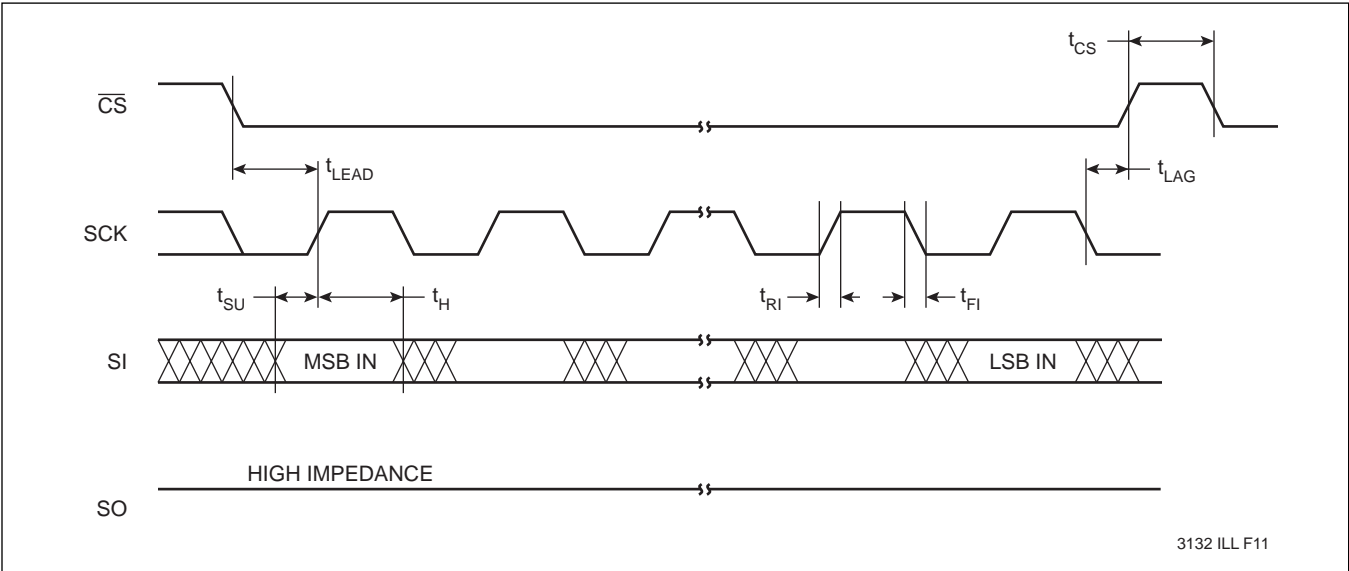 tCS
CS
tLEAD
tLAG
SCK
tSU
tH
tRI
tFI
SI
MSB IN
LSB IN
HIGH IMPEDANCE
SO
3132 ILL F11